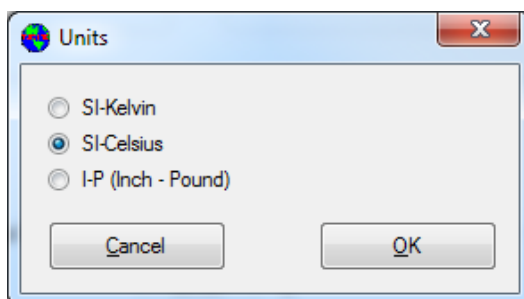 Units
SI-Kelvin
SI-Celsius
I-P (Inch - Pound)
Cancel
OK